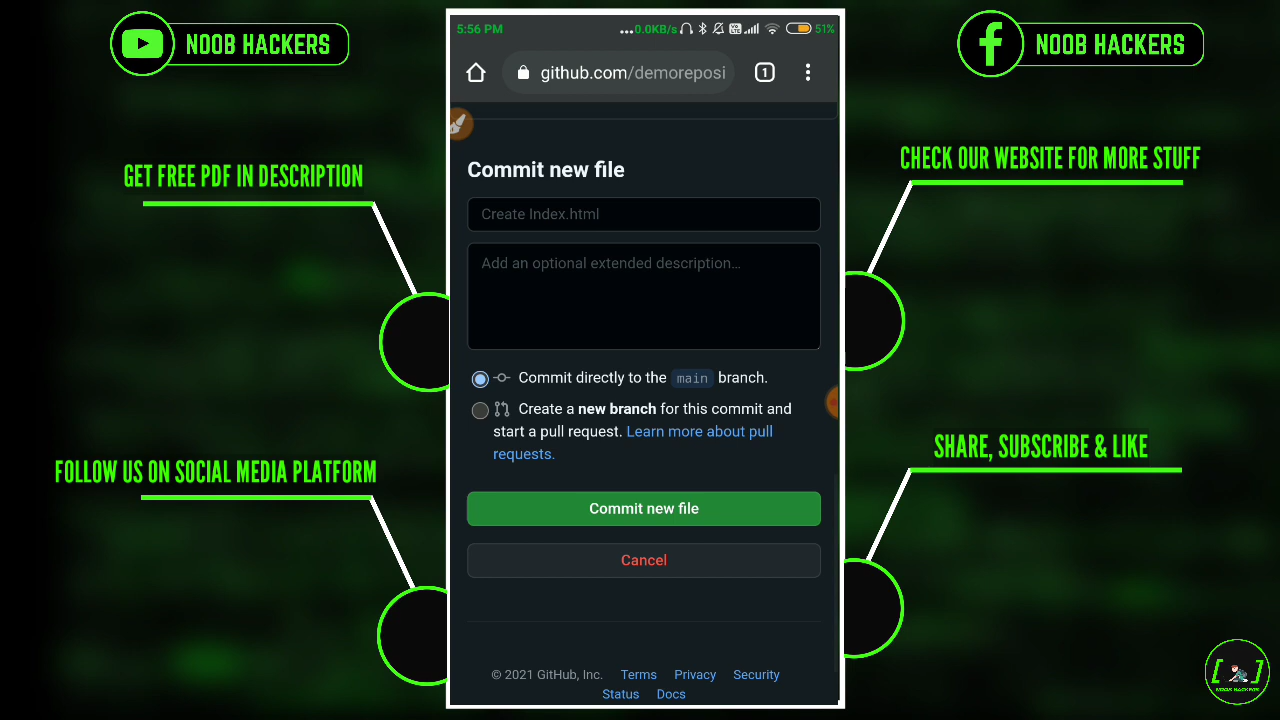 NOOB HACKERS
NOOB HACKERS
GET FREE PDF IN DESCRIPTION
CHECK OUR WEBSITE FOR MORE STUFF
FOLLOW US ON SOCIAL MEDIA PLATFORM
SHARE, SUBSCRIBE & LIKE
5:56 PM ...0.0KB/s 51%
github.com/demoreposi 1
Commit new file
Create Index.html
Add an optional extended description…
Commit directly to the main branch.
Create a new branch for this commit and
start a pull request. Learn more about pull
requests.
Commit new file
Cancel
© 2021 GitHub, Inc. Terms Privacy Security
Status Docs
[ ]
NOOB HACKERS